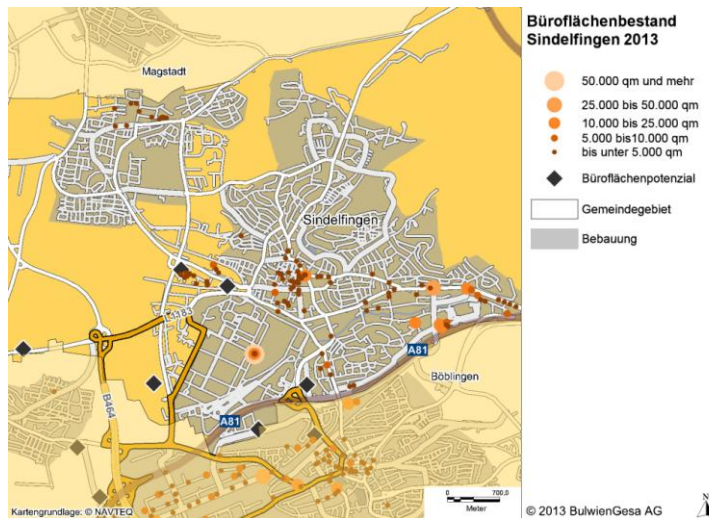 Büroflächenbestand
Sindelfingen 2013
50.000 qm und mehr
25.000 bis 50.000 qm
10.000 bis 25.000 qm
5.000 bis10.000 qm
bis unter 5.000 qm
Büroflächenpotenzial
Gemeindegebiet
Bebauung
Magstadt
Sindelfingen
L1183
A81
Böblingen
B464
A81
Kartengrundlage: © NAVTEQ
0 700,0
Meter
© 2013 BulwienGesa AG
N